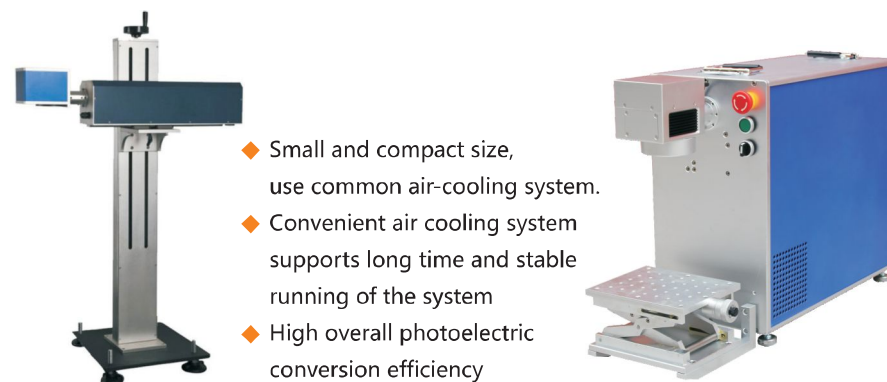 Small and compact size,
use common air-cooling system.
Convenient air cooling system
supports long time and stable
running of the system
High overall photoelectric
conversion efficiency